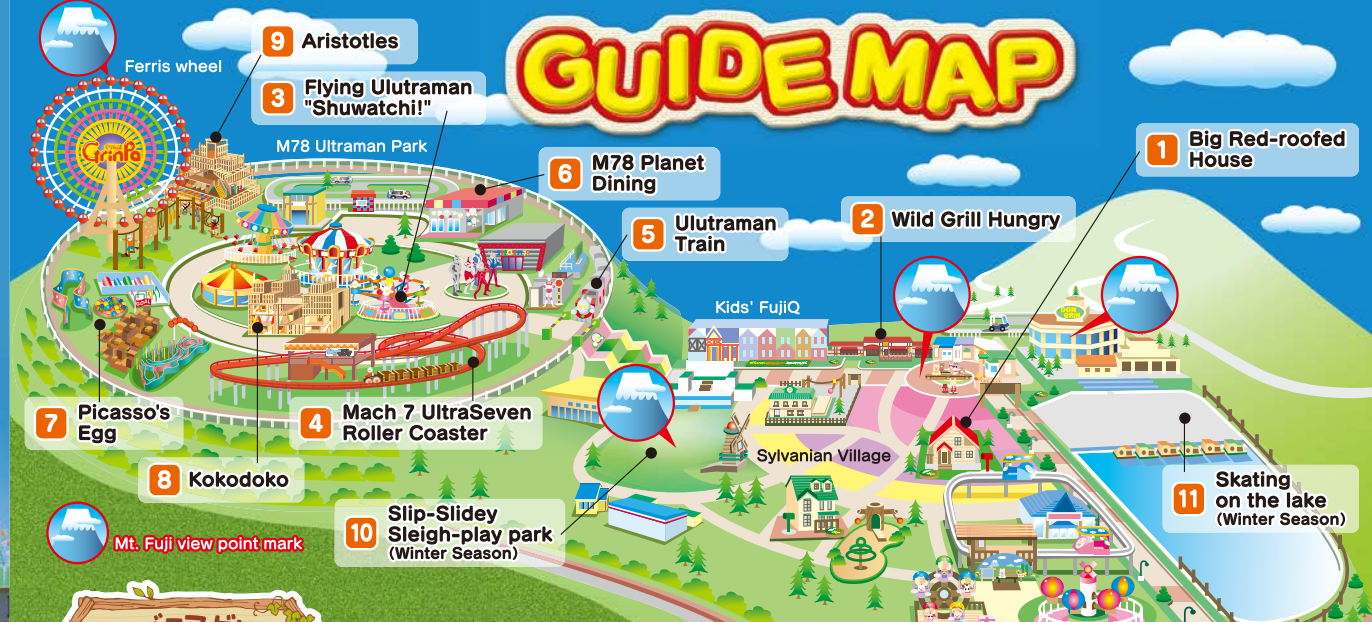 GUIDE MAP
9 Aristotles
Ferris wheel
3 Flying Ulutraman
"Shuwatchi!"
GrinPa
M78 Ultraman Park
6 M78 Planet
Dining
1 Big Red-roofed
House
5 Ulutraman
Train
2 Wild Grill Hungry
Kids' FujiQ
GOAL
7 Picasso's
Egg
4 Mach 7 UltraSeven
Roller Coaster
Sylvanian Village
8 Kokodoko
10 Slip-Slidey
Sleigh-play park
(Winter Season)
11 Skating
on the lake
(Winter Season)
Mt. Fuji view point mark